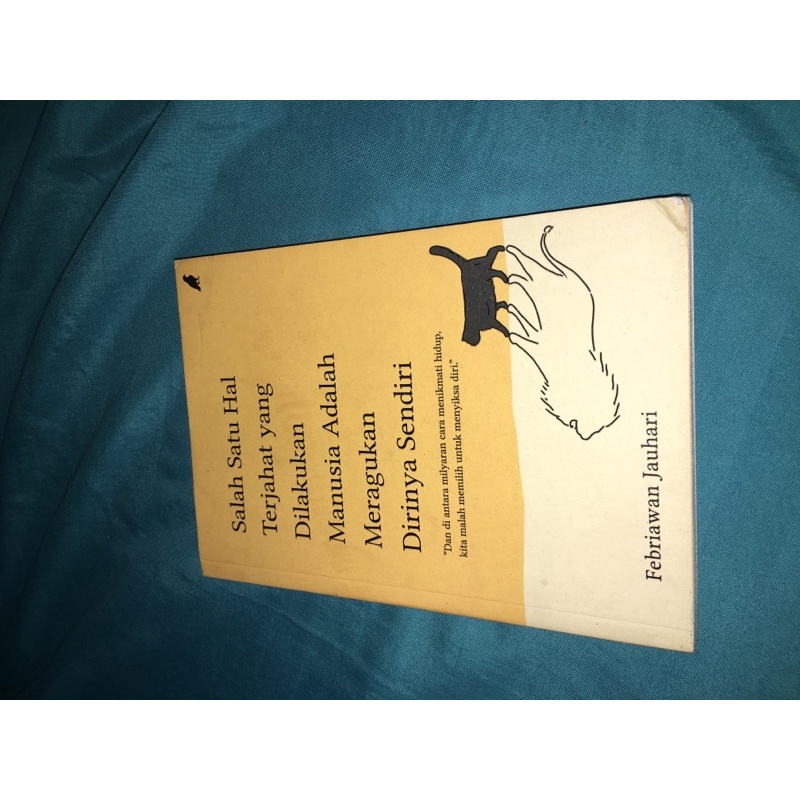 Salah Satu Hal
Terjahat yang
Dilakukan
Manusia Adalah
Meragukan
Dirinya Sendiri
"Dan di antara milyaran cara menikmati hidup,
kita malah memilih untuk menyiksa diri."
Febriawan Jauhari